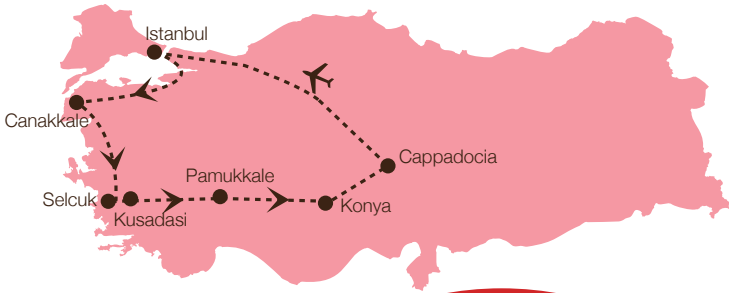 Istanbul
Canakkale
Cappadocia
Pamukkale
Selcuk
Kusadasi
Konya